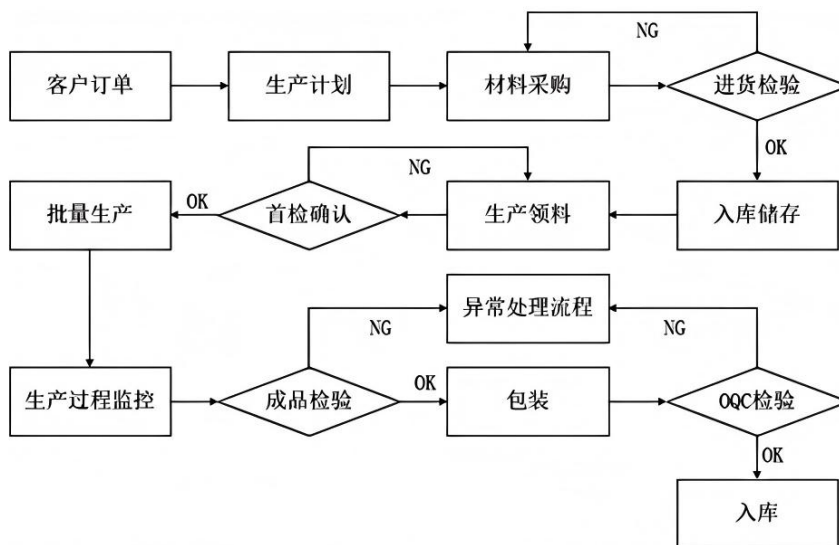 NG
客户订单
生产计划
材料采购
进货检验
OK
NG
批量生产
OK
首检确认
生产领料
入库储存
异常处理流程
NG
NG
生产过程监控
成品检验
OK
包装
OQC检验
OK
入库